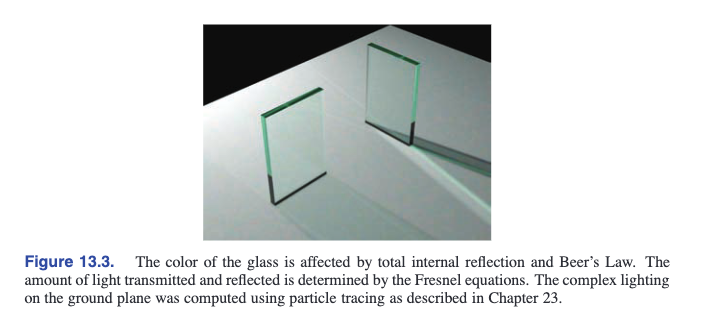 Figure 13.3. The color of the glass is affected by total internal reflection and Beer's Law. The
amount of light transmitted and reflected is determined by the Fresnel equations. The complex lighting
on the ground plane was computed using particle tracing as described in Chapter 23.